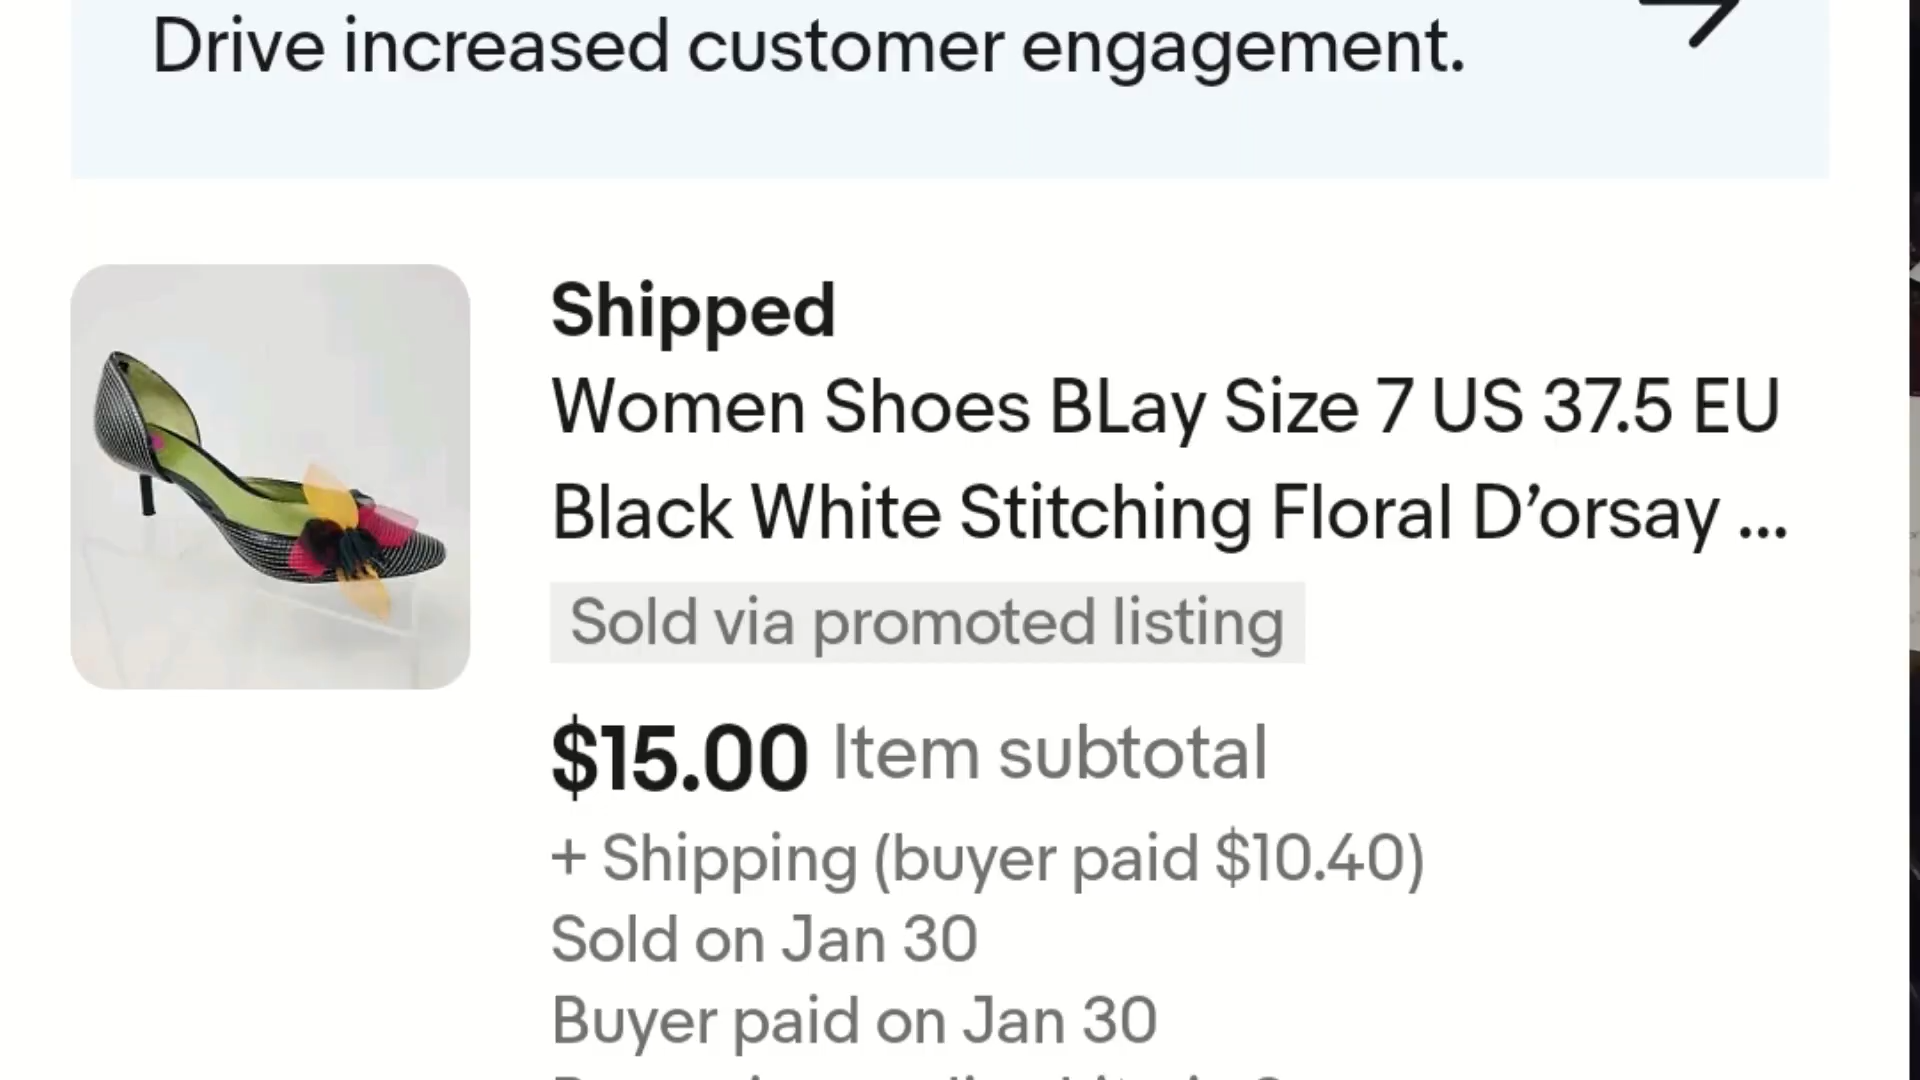 Drive increased customer engagement.
Shipped
Women Shoes BLay Size 7 US 37.5 EU
Black White Stitching Floral D’orsay ...
Sold via promoted listing
$15.00 Item subtotal
+ Shipping (buyer paid $10.40)
Sold on Jan 30
Buyer paid on Jan 30